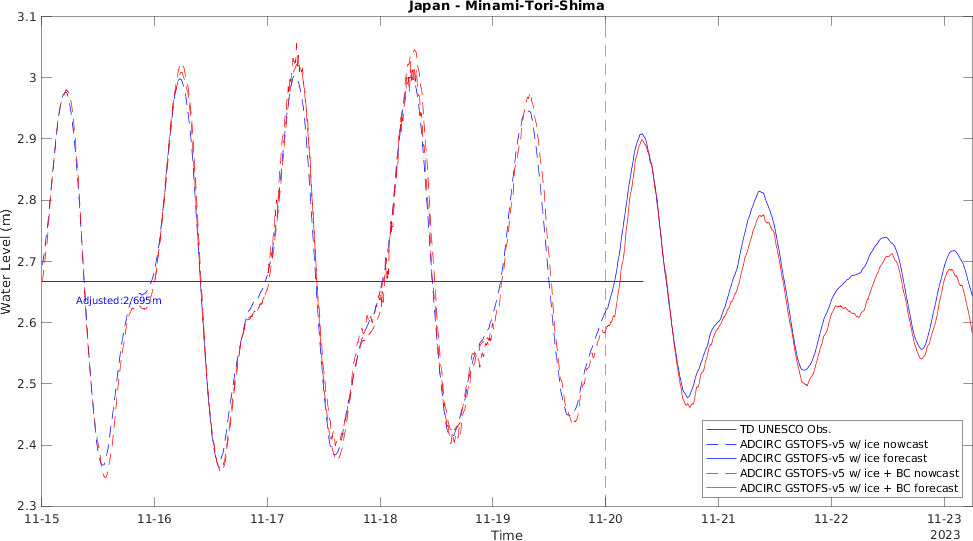 Japan - Minami-Tori-Shima
3.1
3
2.9
2.8
2.7
2.6
2.5
2.4
2.3
Water Level (m)
Adjusted:2/695m
TD UNESCO Obs.
ADCIRC GSTOFS-v5 w/ ice nowcast
ADCIRC GSTOFS-v5 w/ ice forecast
ADCIRC GSTOFS-v5 w/ ice + BC nowcast
ADCIRC GSTOFS-v5 w/ ice + BC forecast
11-15 11-16 11-17 11-18 11-19 11-20 11-21 11-22 11-23
Time
2023